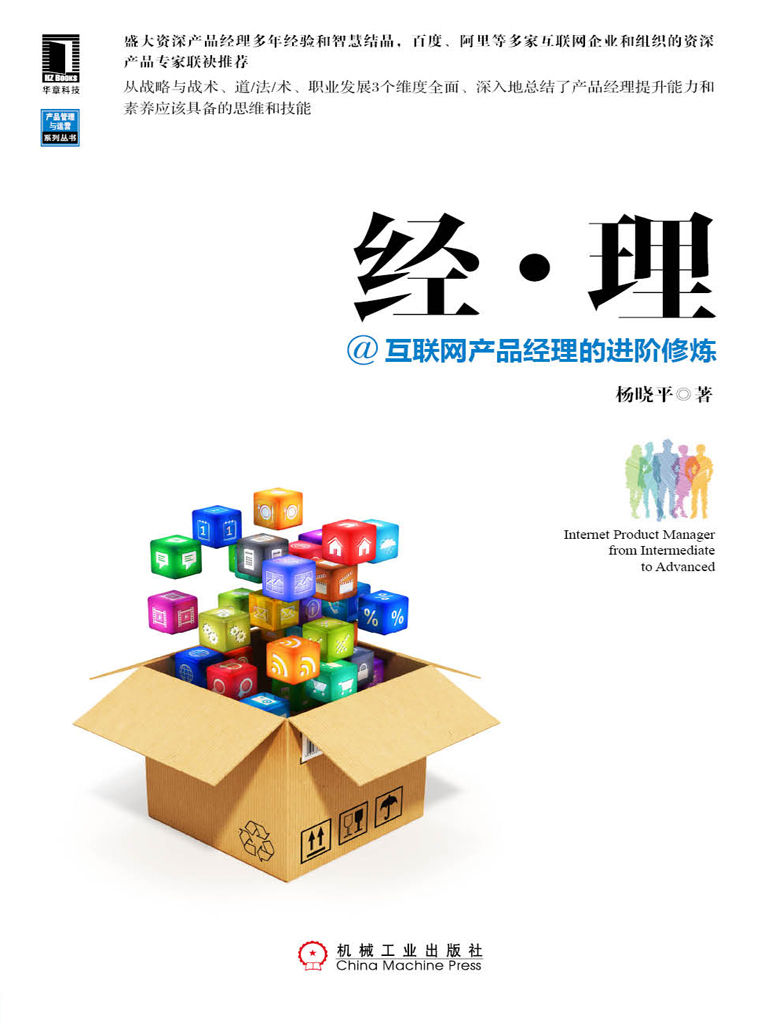 盛大资深产品经理多年经验和智慧结晶，百度、阿里等多家互联网企业和组织的资深
产品专家联袂推荐
从战略与战术、道/法/术、职业发展3个维度全面、深入地总结了产品经理提升能力和
素养应该具备的思维和技能
HZ Books
华章科技
产品管理
与运营
系列丛书
经·理
@互联网产品经理的进阶修炼
杨晓平◎著
Internet Product Manager
from Intermediate
to Advanced
1 1
% %
机械工业出版社
China Machine Press